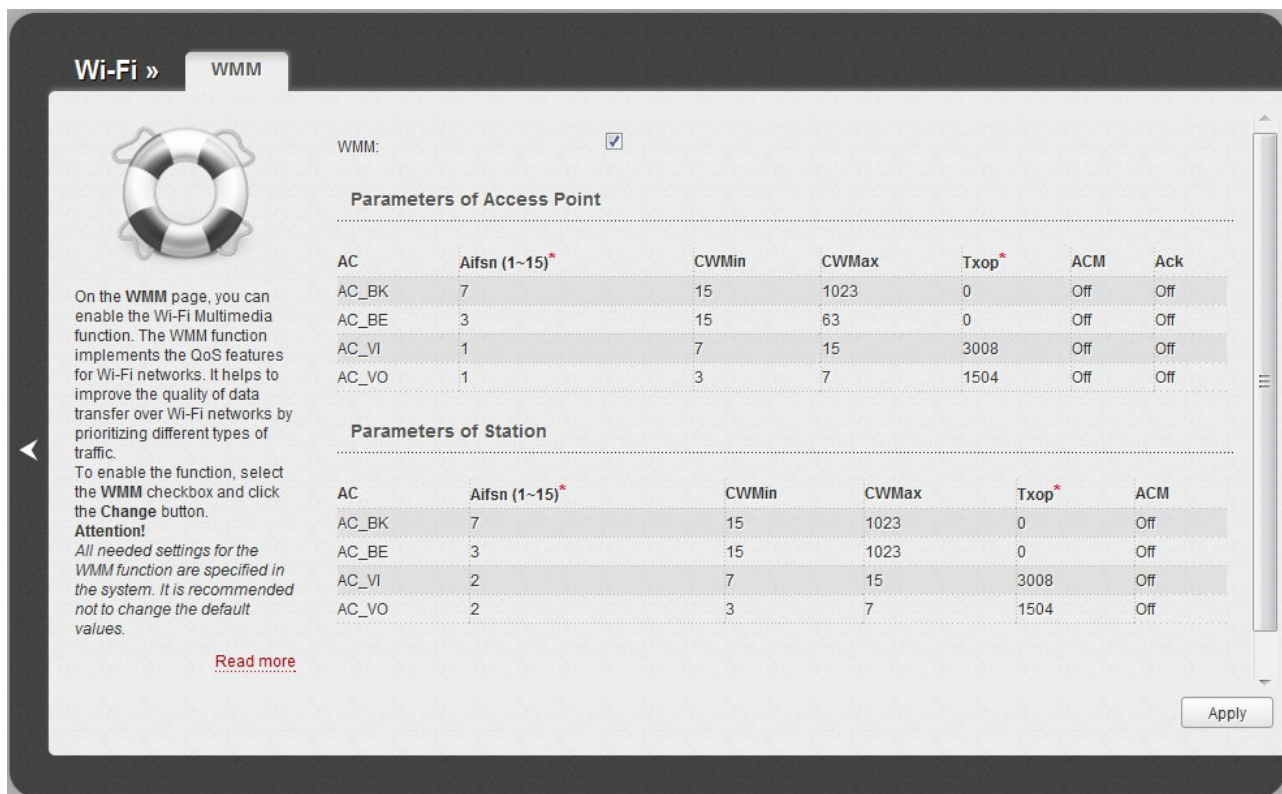 Wi-Fi » WMM
On the WMM page, you can
enable the Wi-Fi Multimedia
function. The WMM function
implements the QoS features
for Wi-Fi networks. It helps to
improve the quality of data
transfer over Wi-Fi networks by
prioritizing different types of
traffic.
To enable the function, select
the WMM checkbox and click
the Change button.
Attention!
All needed settings for the
WMM function are specified in
the system. It is recommended
not to change the default
values.
Read more
WMM:
Parameters of Access Point
AC Aifsn (1~15)* CWMin CWMax Txop* ACM Ack
AC_BK 7 15 1023 0 Off Off
AC_BE 3 15 63 0 Off Off
AC_VI 1 7 15 3008 Off Off
AC_VO 1 3 7 1504 Off Off
Parameters of Station
AC Aifsn (1~15)* CWMin CWMax Txop* ACM
AC_BK 7 15 1023 0 Off
AC_BE 3 15 1023 0 Off
AC_VI 2 7 15 3008 Off
AC_VO 2 3 7 1504 Off
Apply